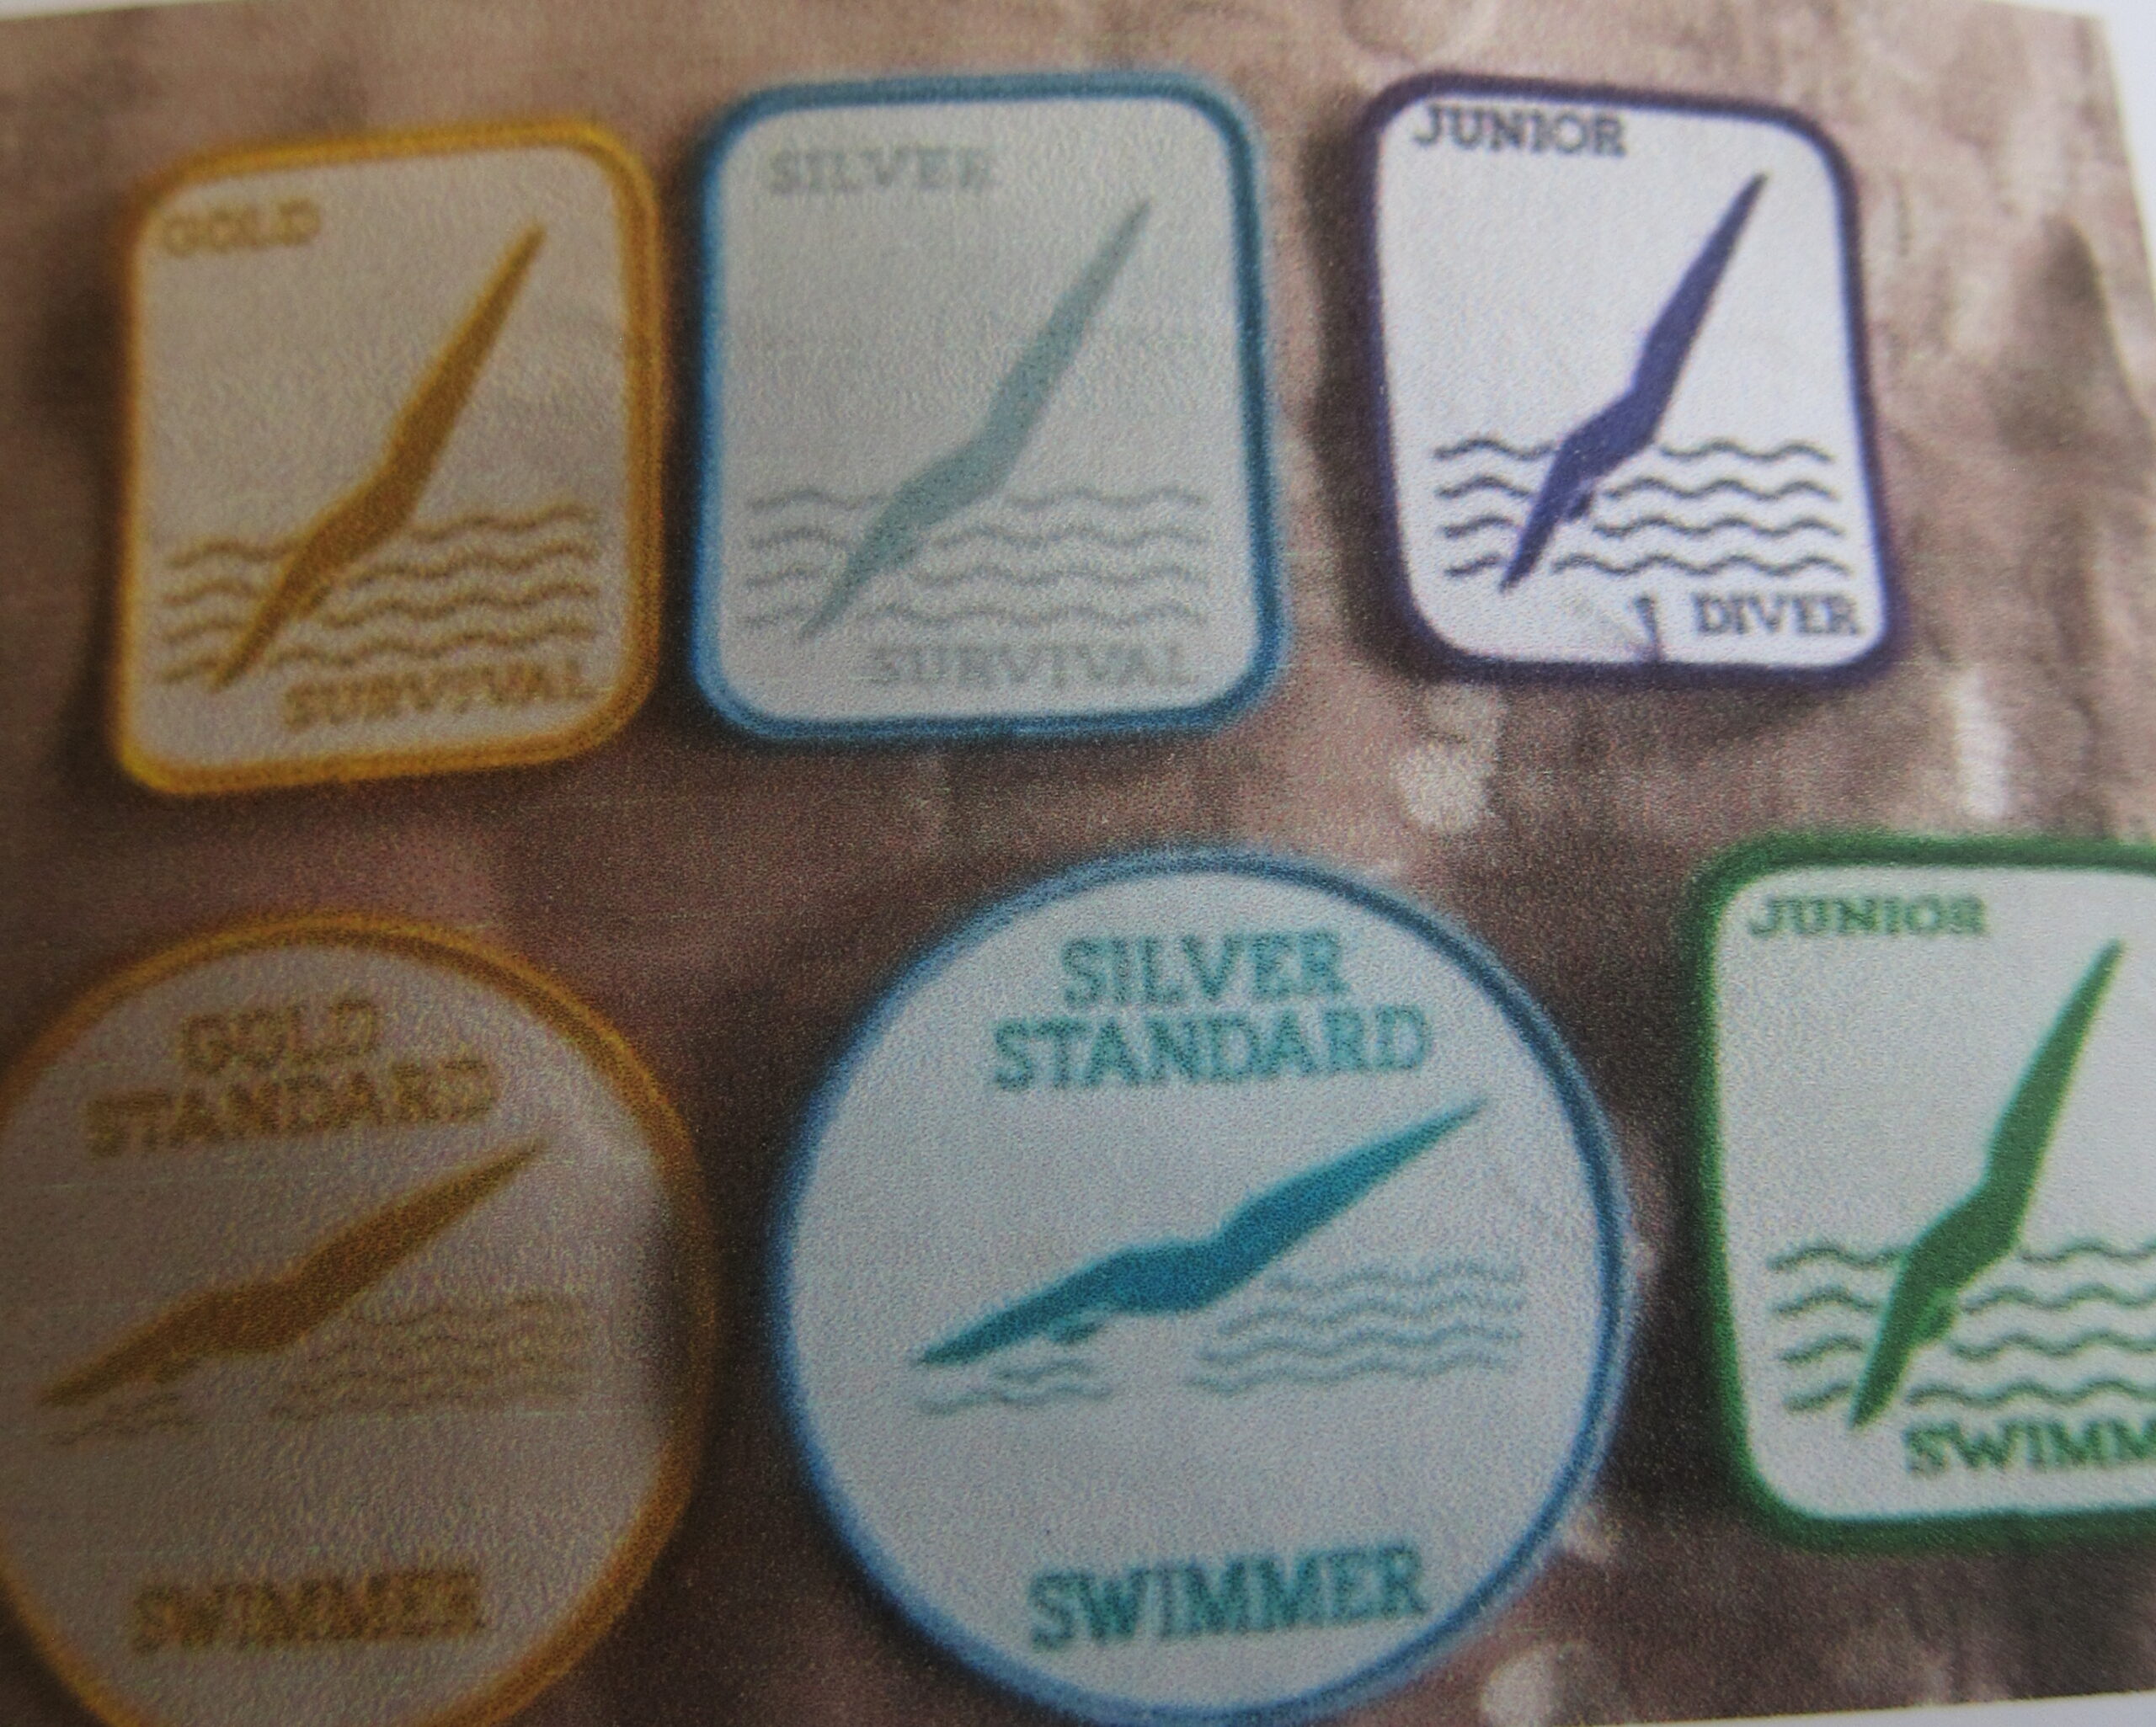 GOLD
SURVIVAL
SILVER
SURVIVAL
JUNIOR
DIVER
GOLD
STANDARD
SWIMMER
SILVER
STANDARD
SWIMMER
JUNIOR
SWIMM